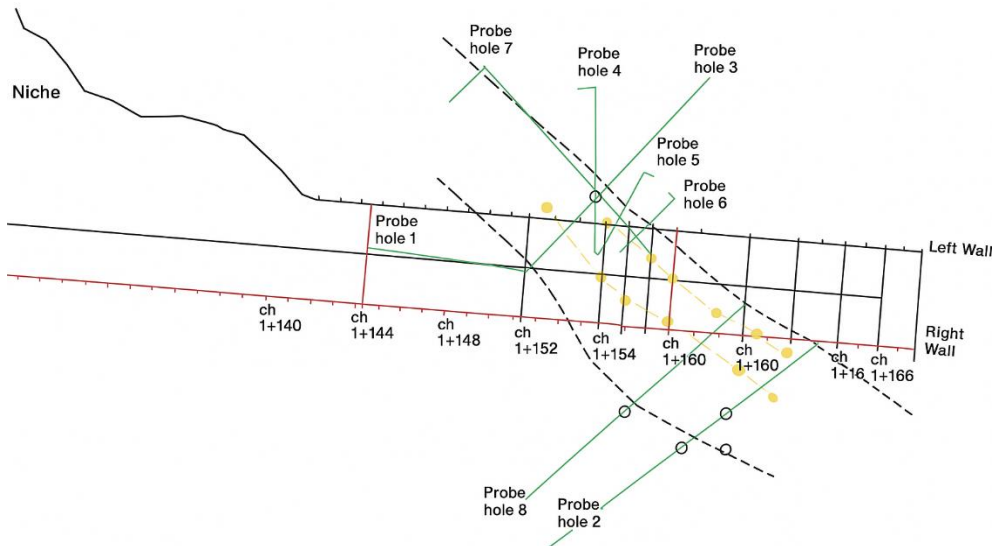 Probe
hole 7
Probe
hole 4
Probe
hole 3
Niche
Probe
hole 5
Probe
hole 6
Probe
hole 1
Left Wall
Right
Wall
ch
1+140
ch
1+144
ch
1+148
ch
1+152
ch
1+154
ch
1+160
ch
1+160
ch
1+16
ch
1+166
Probe
hole 8
Probe
hole 2